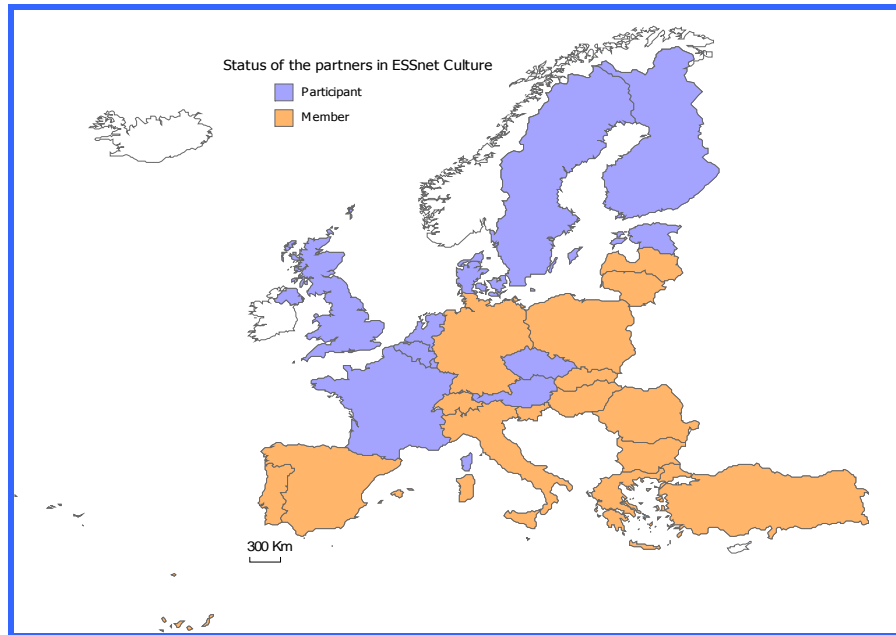 Status of the partners in ESSnet Culture
Participant
Member
300 Km